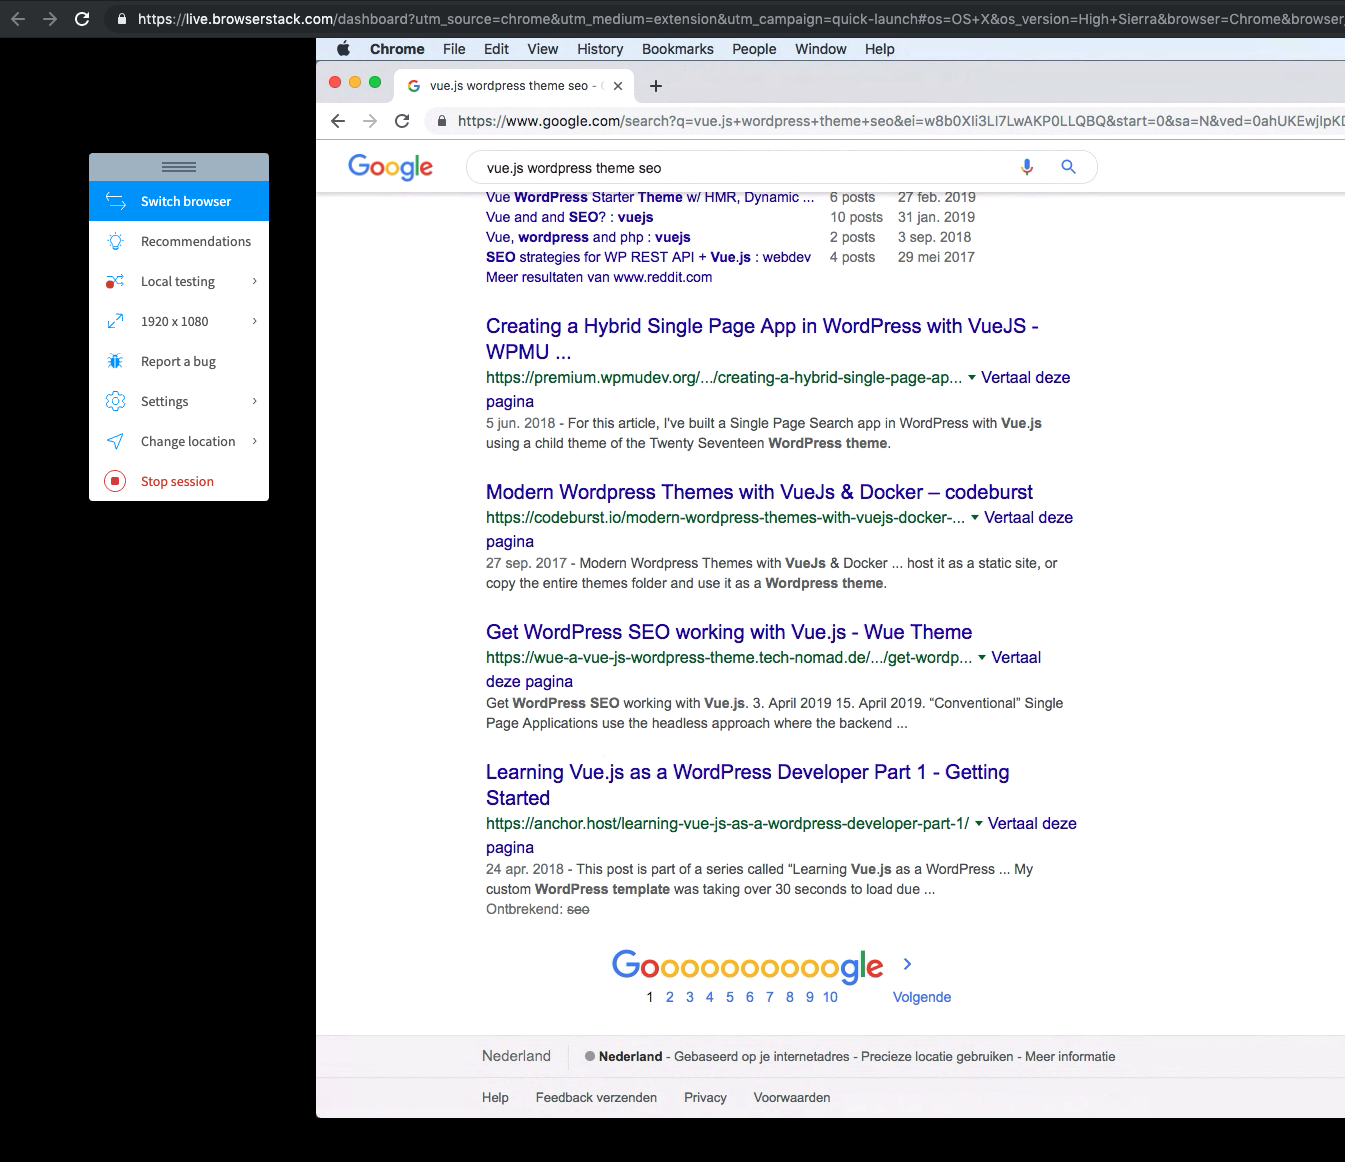 https://live.browserstack.com/dashboard?utm_source=chrome&utm_medium=extension&utm_campaign=quick-launch#os=OS+X&os_version=High+Sierra&browser=Chrome&browser_
Chrome File Edit View History Bookmarks People Window Help
vue.js wordpress theme seo -
https://www.google.com/search?q=vue.js+wordpress+theme+seo&ei=w8b0Xli3LI7LwAKP0LLQBQ&start=0&sa=N&ved=0ahUKEwjlpKD
Google
vue.js wordpress theme seo
Switch browser
Recommendations
Local testing
1920 x 1080
Report a bug
Settings
Change location
Stop session
Vue WordPress Starter Theme w/ HMR, Dynamic ... 6 posts 27 feb. 2019
Vue and and SEO? : vuejs 10 posts 31 jan. 2019
Vue, wordpress and php : vuejs 2 posts 3 sep. 2018
SEO strategies for WP REST API + Vue.js : webdev 4 posts 29 mei 2017
Meer resultaten van www.reddit.com
Creating a Hybrid Single Page App in WordPress with VueJS -
WPMU ...
https://premium.wpmudev.org/.../creating-a-hybrid-single-page-ap... Vertaal deze
pagina
5 jun. 2018 - For this article, I've built a Single Page Search app in WordPress with Vue.js
using a child theme of the Twenty Seventeen WordPress theme.
Modern Wordpress Themes with VueJs & Docker – codeburst
https://codeburst.io/modern-wordpress-themes-with-vuejs-docker-... Vertaal deze
pagina
27 sep. 2017 - Modern Wordpress Themes with VueJs & Docker ... host it as a static site, or
copy the entire themes folder and use it as a Wordpress theme.
Get WordPress SEO working with Vue.js - Wue Theme
https://wue-a-vue-js-wordpress-theme.tech-nomad.de/.../get-wordp... Vertaal
deze pagina
Get WordPress SEO working with Vue.js. 3. April 2019 15. April 2019. “Conventional” Single
Page Applications use the headless approach where the backend ...
Learning Vue.js as a WordPress Developer Part 1 - Getting
Started
https://anchor.host/learning-vue-js-as-a-wordpress-developer-part-1/ Vertaal deze
pagina
24 apr. 2018 - This post is part of a series called “Learning Vue.js as a WordPress ... My
custom WordPress template was taking over 30 seconds to load due ...
Ontbrekend: seo
Goooooooooogle
1 2 3 4 5 6 7 8 9 10 Volgende
Nederland Nederland - Gebaseerd op je internetadres - Precieze locatie gebruiken - Meer informatie
Help Feedback verzenden Privacy Voorwaarden